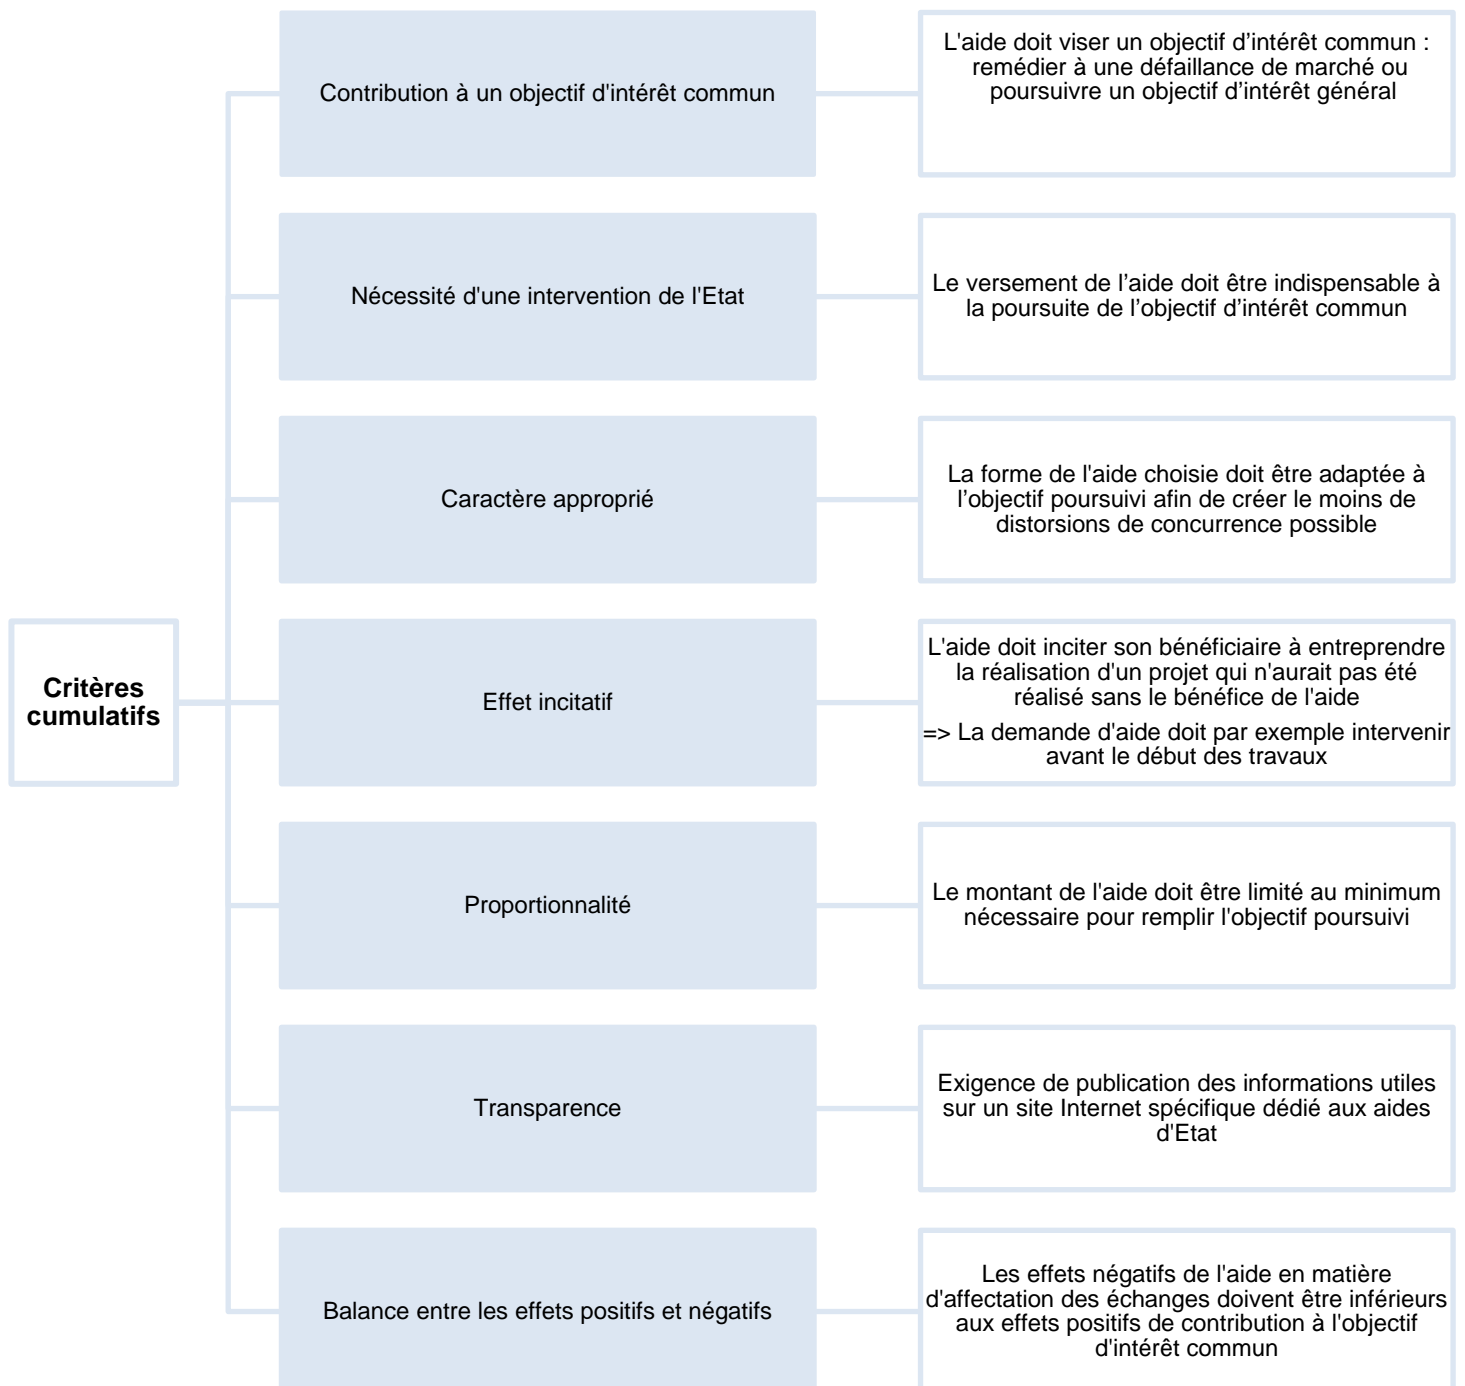 Critères
cumulatifs
Contribution à un objectif d'intérêt commun
L'aide doit viser un objectif d’intérêt commun :
remédier à une défaillance de marché ou
poursuivre un objectif d’intérêt général
Nécessité d'une intervention de l'Etat
Le versement de l’aide doit être indispensable à
la poursuite de l’objectif d’intérêt commun
Caractère approprié
La forme de l'aide choisie doit être adaptée à
l’objectif poursuivi afin de créer le moins de
distorsions de concurrence possible
Effet incitatif
L'aide doit inciter son bénéficiaire à entreprendre
la réalisation d'un projet qui n'aurait pas été
réalisé sans le bénéfice de l'aide
=> La demande d'aide doit par exemple intervenir
avant le début des travaux
Proportionnalité
Le montant de l'aide doit être limité au minimum
nécessaire pour remplir l'objectif poursuivi
Transparence
Exigence de publication des informations utiles
sur un site Internet spécifique dédié aux aides
d'Etat
Balance entre les effets positifs et négatifs
Les effets négatifs de l'aide en matière
d'affectation des échanges doivent être inférieurs
aux effets positifs de contribution à l'objectif
d'intérêt commun